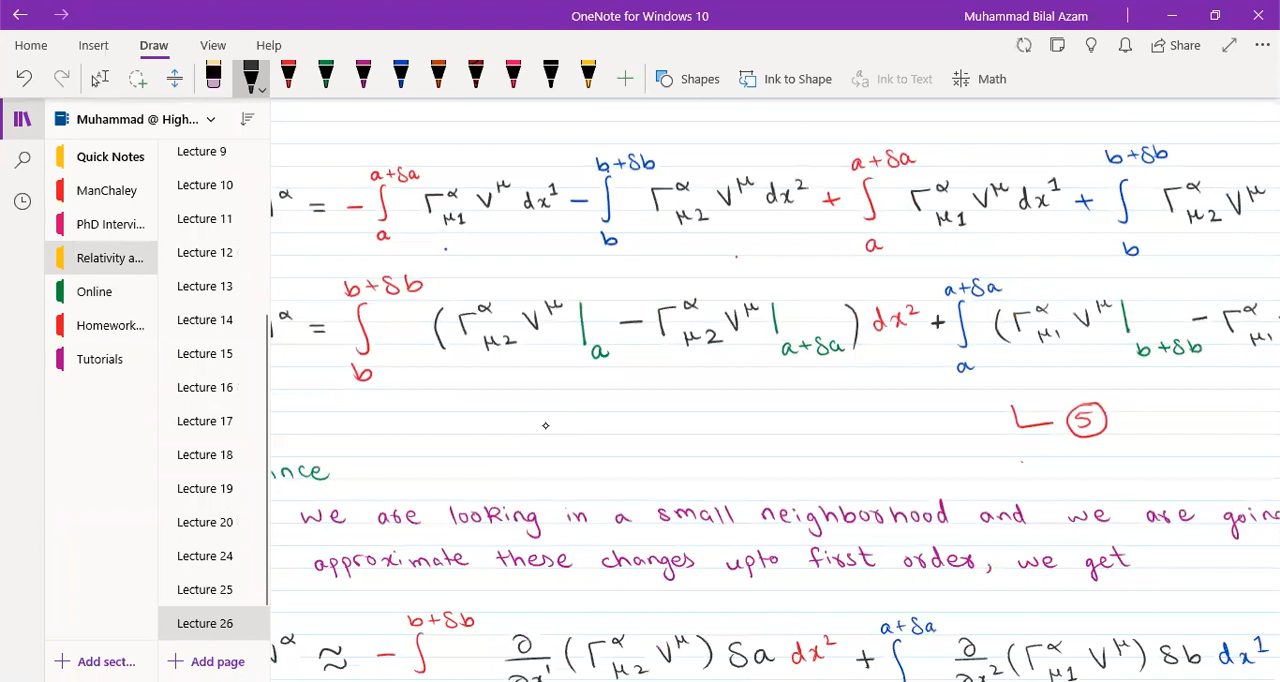 OneNote for Windows 10
Muhammad Bilal Azam
Home Insert Draw View Help
Share
Shapes Ink to Shape Ink to Text Math
Muhammad @ High...
Quick Notes
ManChaley
PhD Intervi...
Relativity a...
Online
Homework...
Tutorials
Add sect...
Lecture 9
Lecture 10
Lecture 11
Lecture 12
Lecture 13
Lecture 14
Lecture 15
Lecture 16
Lecture 17
Lecture 18
Lecture 19
Lecture 20
Lecture 24
Lecture 25
Lecture 26
Add page
α = - ∫_a^{a+δa} Γ^α_{μ1} V^μ dx^1 - ∫_b^{b+δb} Γ^α_{μ2} V^μ dx^2 + ∫_a^{a+δa} Γ^α_{μ1} V^μ dx^1 + ∫_b^{b+δb} Γ^α_{μ2} V^μ
α = ∫_b^{b+δb} (Γ^α_{μ2} V^μ |_a - Γ^α_{μ2} V^μ |_{a+δa}) dx^2 + ∫_a^{a+δa} (Γ^α_{μ1} V^μ |_{b+δb} - Γ^α_{μ1}
5
ince
we are looking in a small neighborhood and we are going
approximate these changes upto first order, we get
V^α ≈ - ∫^{b+δb} ∂/∂x^1 (Γ^α_{μ2} V^μ) δa dx^2 + ∫^{a+δa} ∂/∂x^2 (Γ^α_{μ1} V^μ) δb dx^1